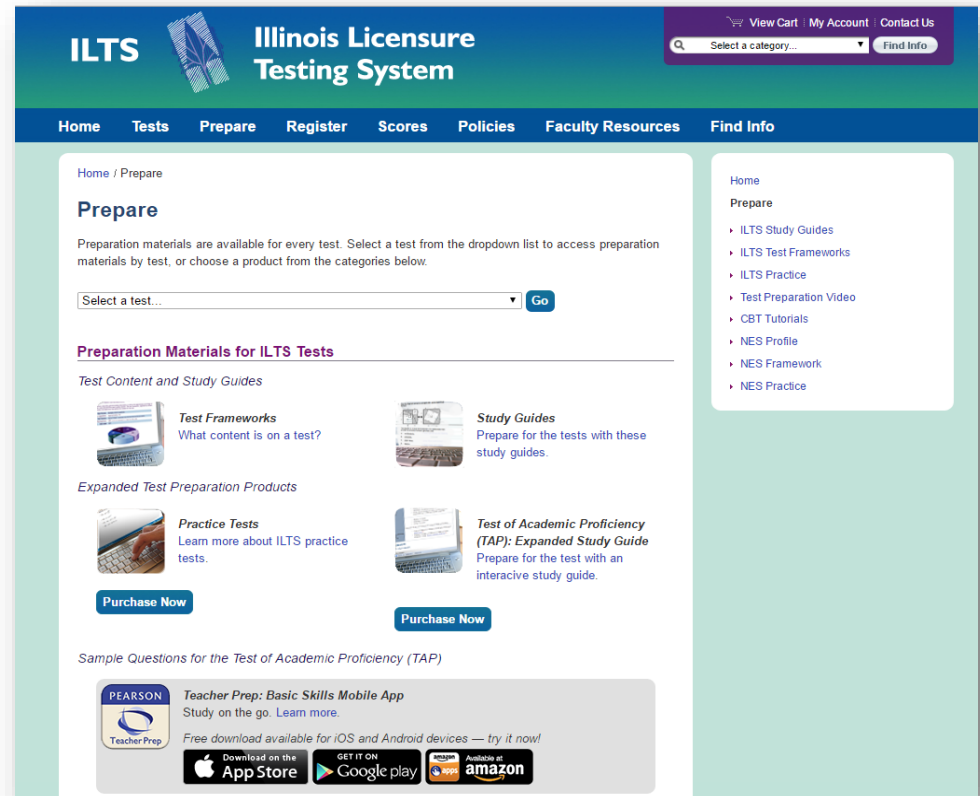 ILTS
Illinois Licensure
Testing System
View Cart | My Account | Contact Us
Select a category...
Find Info
Home Tests Prepare Register Scores Policies Faculty Resources Find Info
Home / Prepare
Prepare
Preparation materials are available for every test. Select a test from the dropdown list to access preparation
materials by test, or choose a product from the categories below.
Select a test...
Go
Preparation Materials for ILTS Tests
Test Content and Study Guides
Test Frameworks
What content is on a test?
Study Guides
Prepare for the tests with these
study guides.
Expanded Test Preparation Products
Practice Tests
Learn more about ILTS practice
tests.
Purchase Now
Test of Academic Proficiency
(TAP): Expanded Study Guide
Prepare for the test with an
interacive study guide.
Purchase Now
Sample Questions for the Test of Academic Proficiency (TAP)
PEARSON
Teacher Prep
Teacher Prep: Basic Skills Mobile App
Study on the go. Learn more.
Free download available for iOS and Android devices — try it now!
Download on the
App Store
GET IT ON
Google play
amazon
apps
Available at
amazon
Home
Prepare
ILTS Study Guides
ILTS Test Frameworks
ILTS Practice
Test Preparation Video
CBT Tutorials
NES Profile
NES Framework
NES Practice